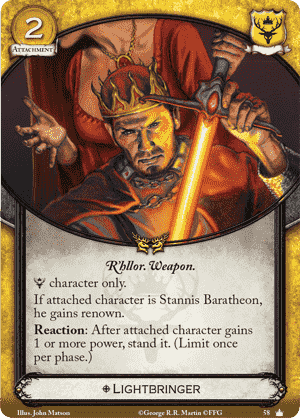 2
ATTACHMENT
R'hllor. Weapon.
character only.
If attached character is Stannis Baratheon,
he gains renown.
Reaction: After attached character gains
1 or more power, stand it. (Limit once
per phase.)
LIGHTBRINGER
Illus. John Matson ©George R.R. Martin ©FFG 58